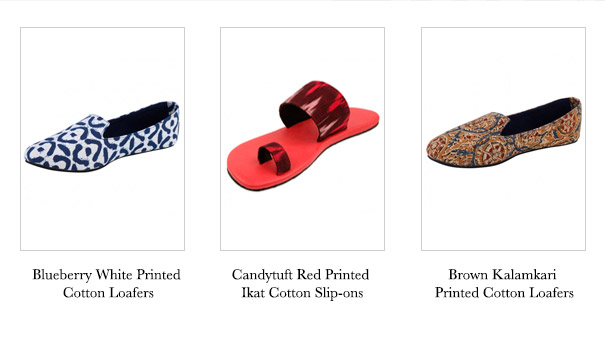 Blueberry White Printed
Cotton Loafers
Candytuft Red Printed
Ikat Cotton Slip-ons
Brown Kalamkari
Printed Cotton Loafers